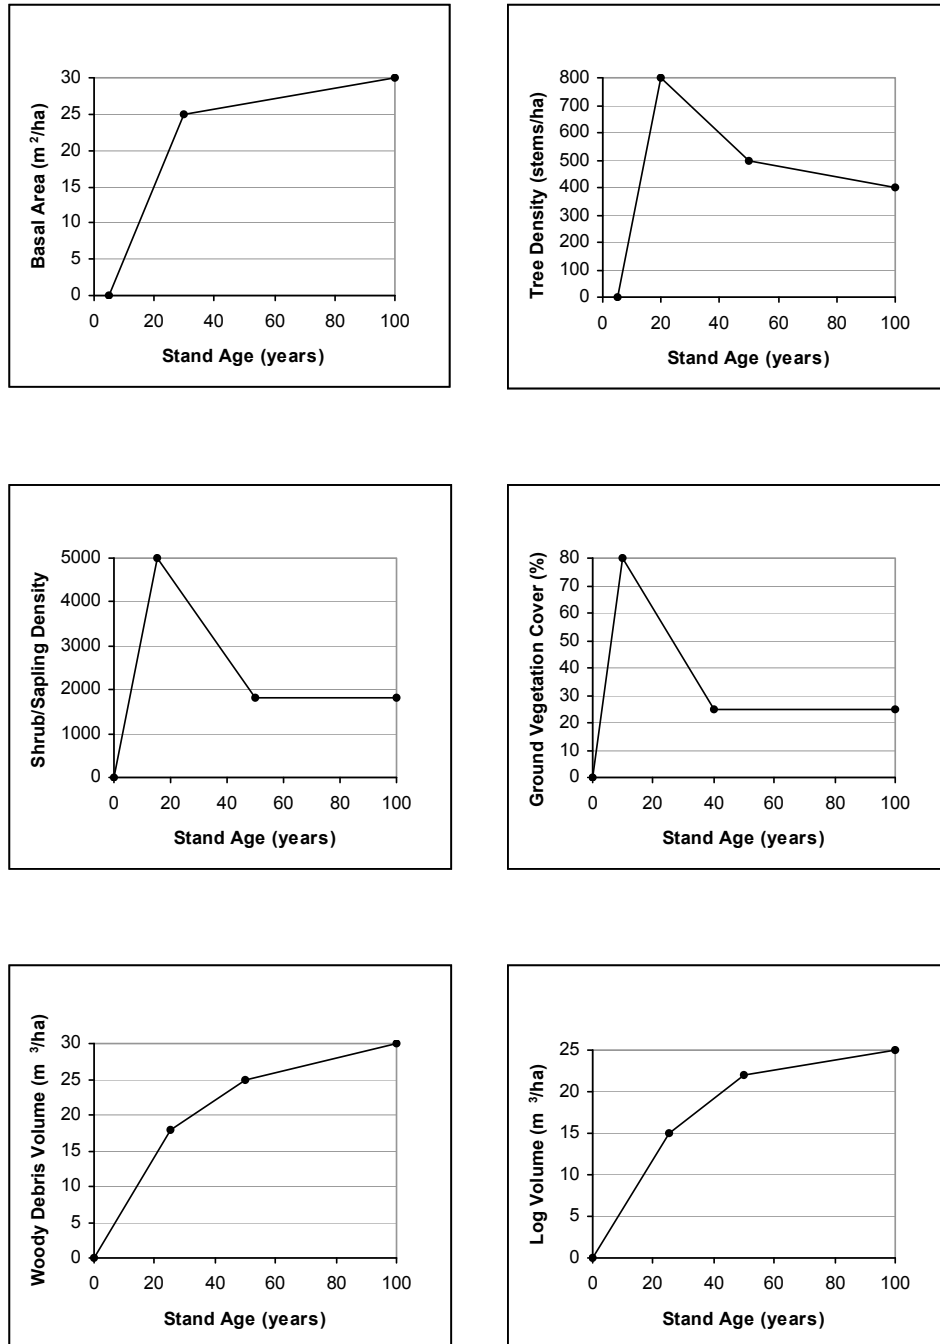 Basal Area (m²/ha)
30
25
20
15
10
5
0
0 20 40 60 80 100
Stand Age (years)
Tree Density (stems/ha)
800
700
600
500
400
300
200
100
0
0 20 40 60 80 100
Stand Age (years)
Shrub/Sapling Density
5000
4000
3000
2000
1000
0
0 20 40 60 80 100
Stand Age (years)
Ground Vegetation Cover (%)
80
70
60
50
40
30
20
10
0
0 20 40 60 80 100
Stand Age (years)
Woody Debris Volume (m ³/ha)
30
25
20
15
10
5
0
0 20 40 60 80 100
Stand Age (years)
Log Volume (m ³/ha)
25
20
15
10
5
0
0 20 40 60 80 100
Stand Age (years)